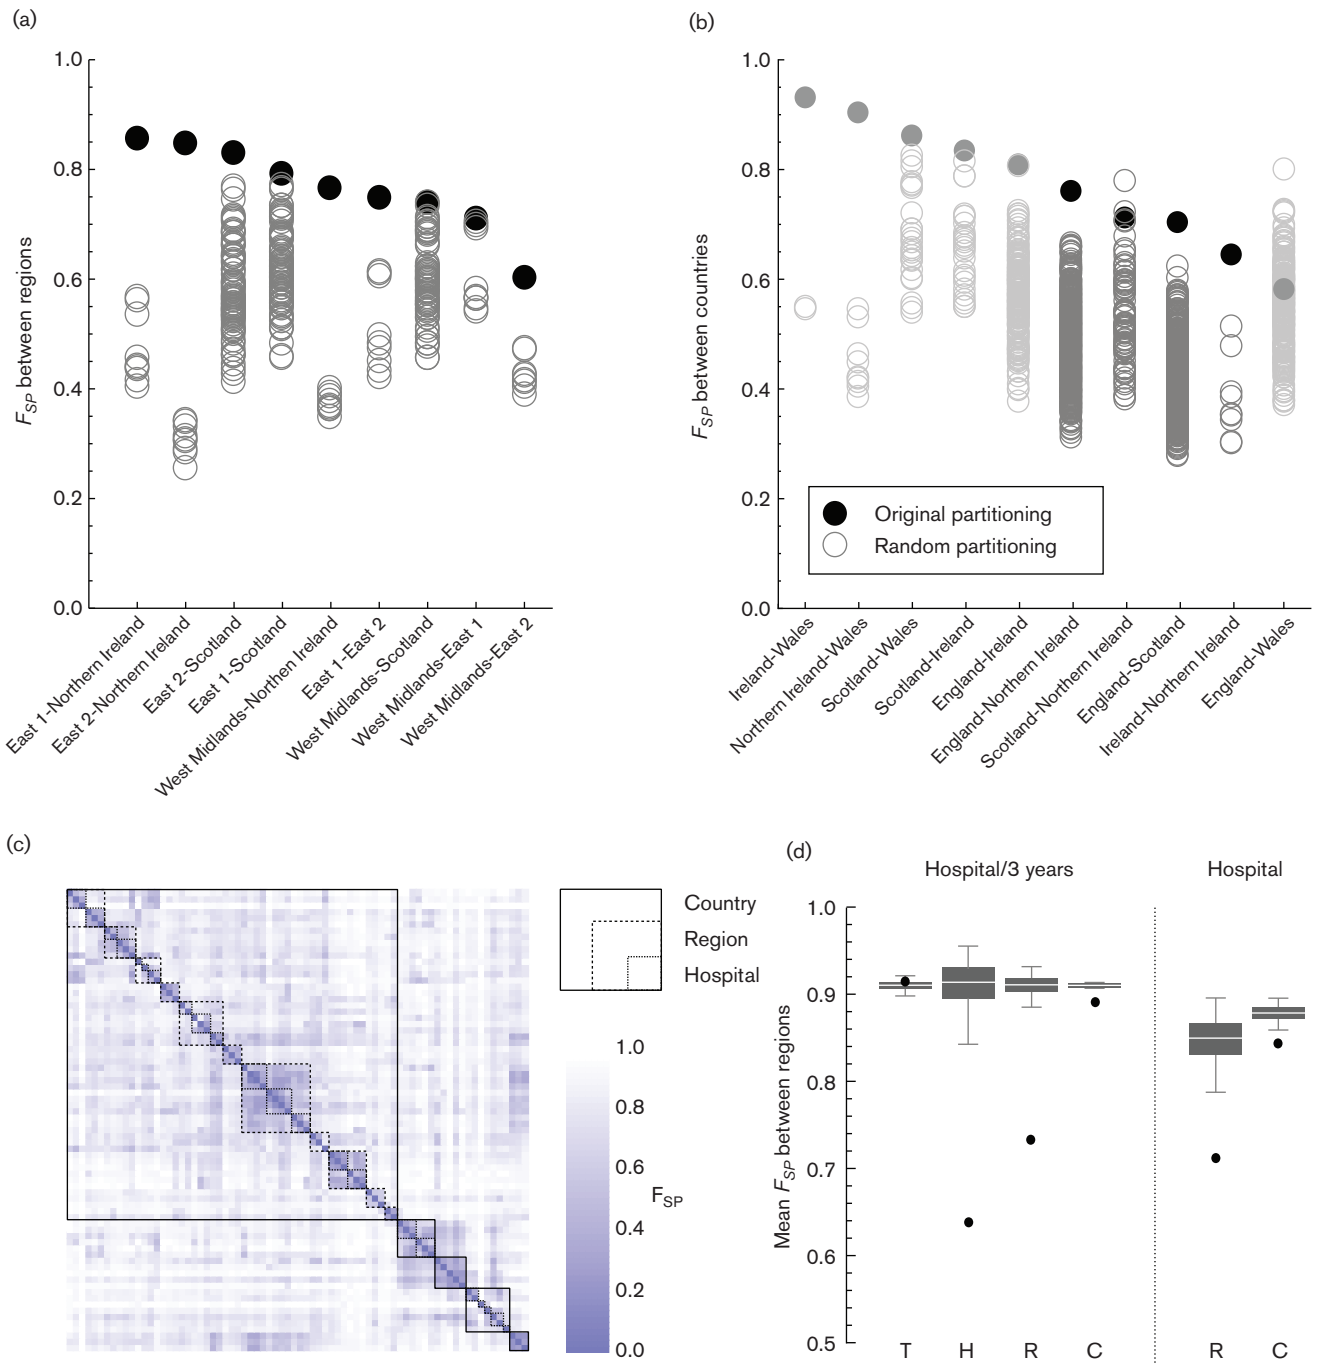 (a)
1.0
0.8
0.6
0.4
0.2
0.0
FSP between regions
East 1-Northern Ireland
East 2-Northern Ireland
East 2-Scotland
East 1-Scotland
West Midlands-Northen Ireland
East 1-East 2
West Midlands-Scotland
West Midlands-East 1
West Midlands-East 2
(b)
1.0
0.8
0.6
0.4
0.2
0.0
FSP between countries
Original partitioning
Random partitioning
Ireland-Wales
Northern Ireland-Wales
Scotland-Wales
Scotland-Ireland
England-Ireland
England-Northern Ireland
Scotland-Northern Ireland
England-Scotland
Ireland-Northern Ireland
England-Wales
(c)
Country
Region
Hospital
1.0
0.8
0.6
0.4
0.2
0.0
FSP
(d)
Hospital/3 years
Hospital
1.0
0.9
0.8
0.7
0.6
0.5
Mean FSP between regions
T H R C
R C